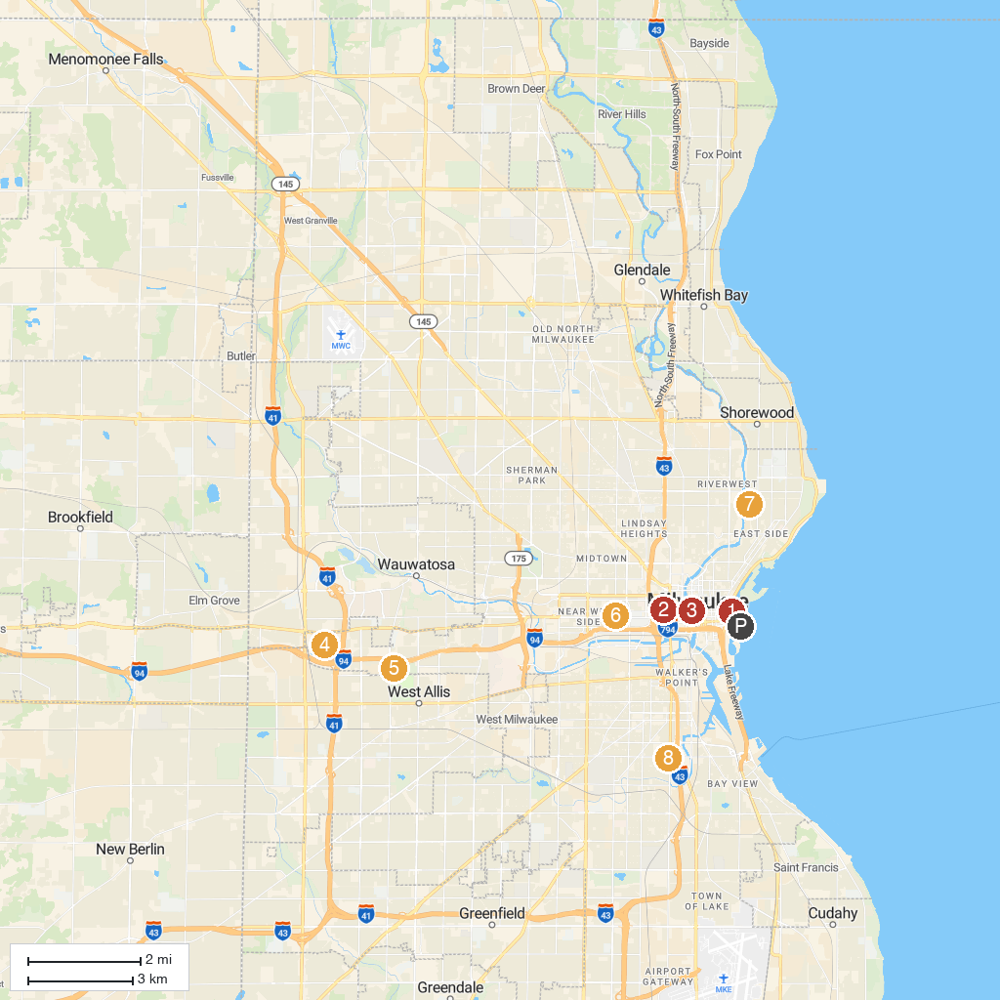 43
Bayside
Menomonee Falls
Brown Deer
North-South Freeway
River Hills
Fox Point
Fussville
145
West Granville
Glendale
Whitefish Bay
145
OLD NORTH
MILWAUKEE
MWC
North-South Freeway
Butler
41
Shorewood
43
SHERMAN
PARK
RIVERWEST
7
Brookfield
LINDSAY
HEIGHTS
EAST SIDE
175
MIDTOWN
Wauwatosa
41
Elm Grove
6
2
3
1
P
794
94
4
94
5
94
WALKER'S
POINT
Lake Freeway
West Allis
West Milwaukee
41
8
43
BAY VIEW
New Berlin
Saint Francis
TOWN
OF LAKE
41
Greenfield
43
Cudahy
43
43
2 mi
3 km
AIRPORT
GATEWAY
MKE
Greendale